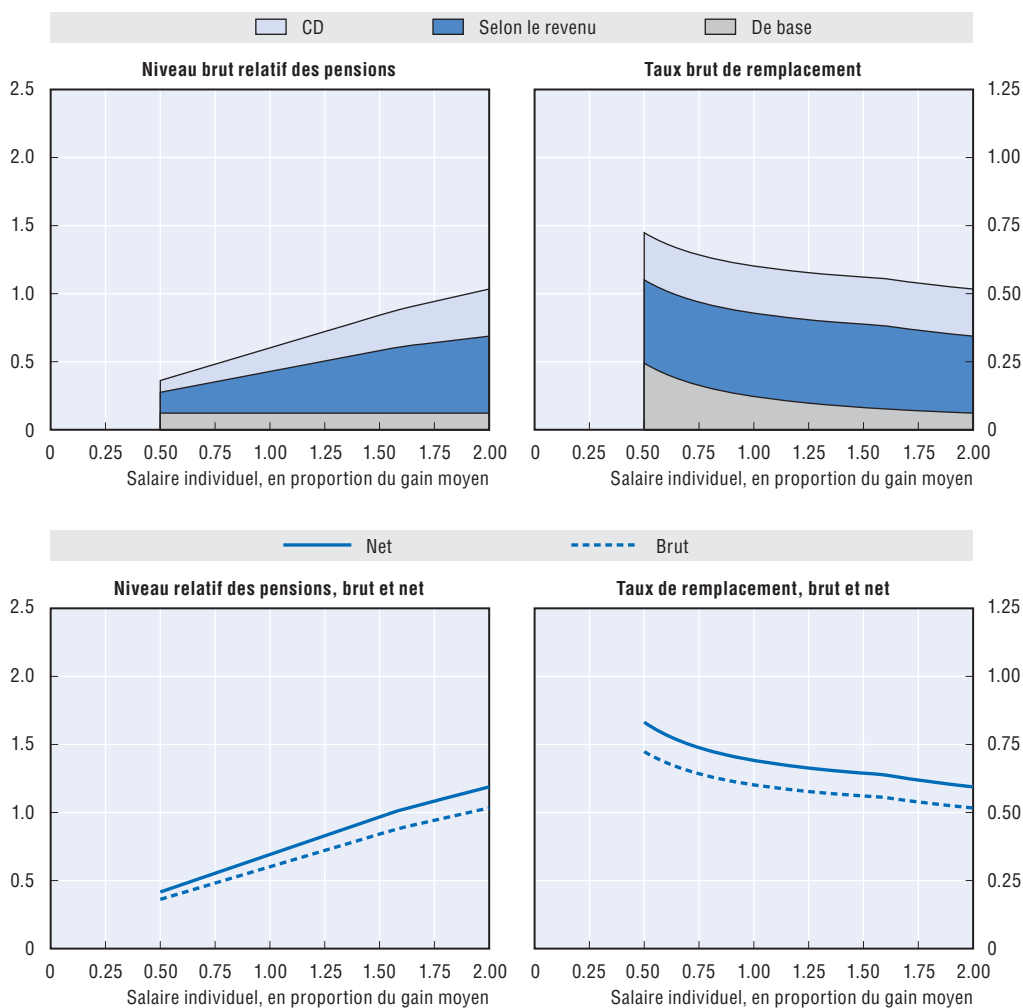 CD Selon le revenu De base
Niveau brut relatif des pensions
2.5
2.0
1.5
1.0
0.5
0
0 0.25 0.50 0.75 1.00 1.25 1.50 1.75 2.00
Salaire individuel, en proportion du gain moyen
Taux brut de remplacement
1.25
1.00
0.75
0.50
0.25
0
0 0.25 0.50 0.75 1.00 1.25 1.50 1.75 2.00
Salaire individuel, en proportion du gain moyen
Net Brut
Niveau relatif des pensions, brut et net
2.5
2.0
1.5
1.0
0.5
0
0 0.25 0.50 0.75 1.00 1.25 1.50 1.75 2.00
Salaire individuel, en proportion du gain moyen
Taux de remplacement, brut et net
1.25
1.00
0.75
0.50
0.25
0
0 0.25 0.50 0.75 1.00 1.25 1.50 1.75 2.00
Salaire individuel, en proportion du gain moyen